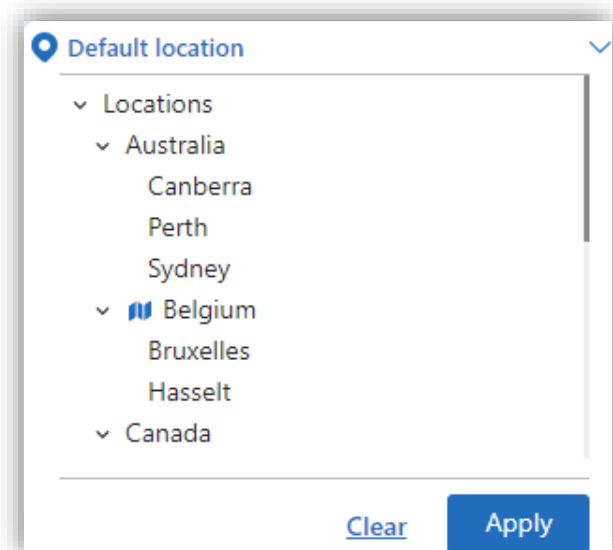 Default location
Locations
Australia
Canberra
Perth
Sydney
Belgium
Bruxelles
Hasselt
Canada
Clear
Apply